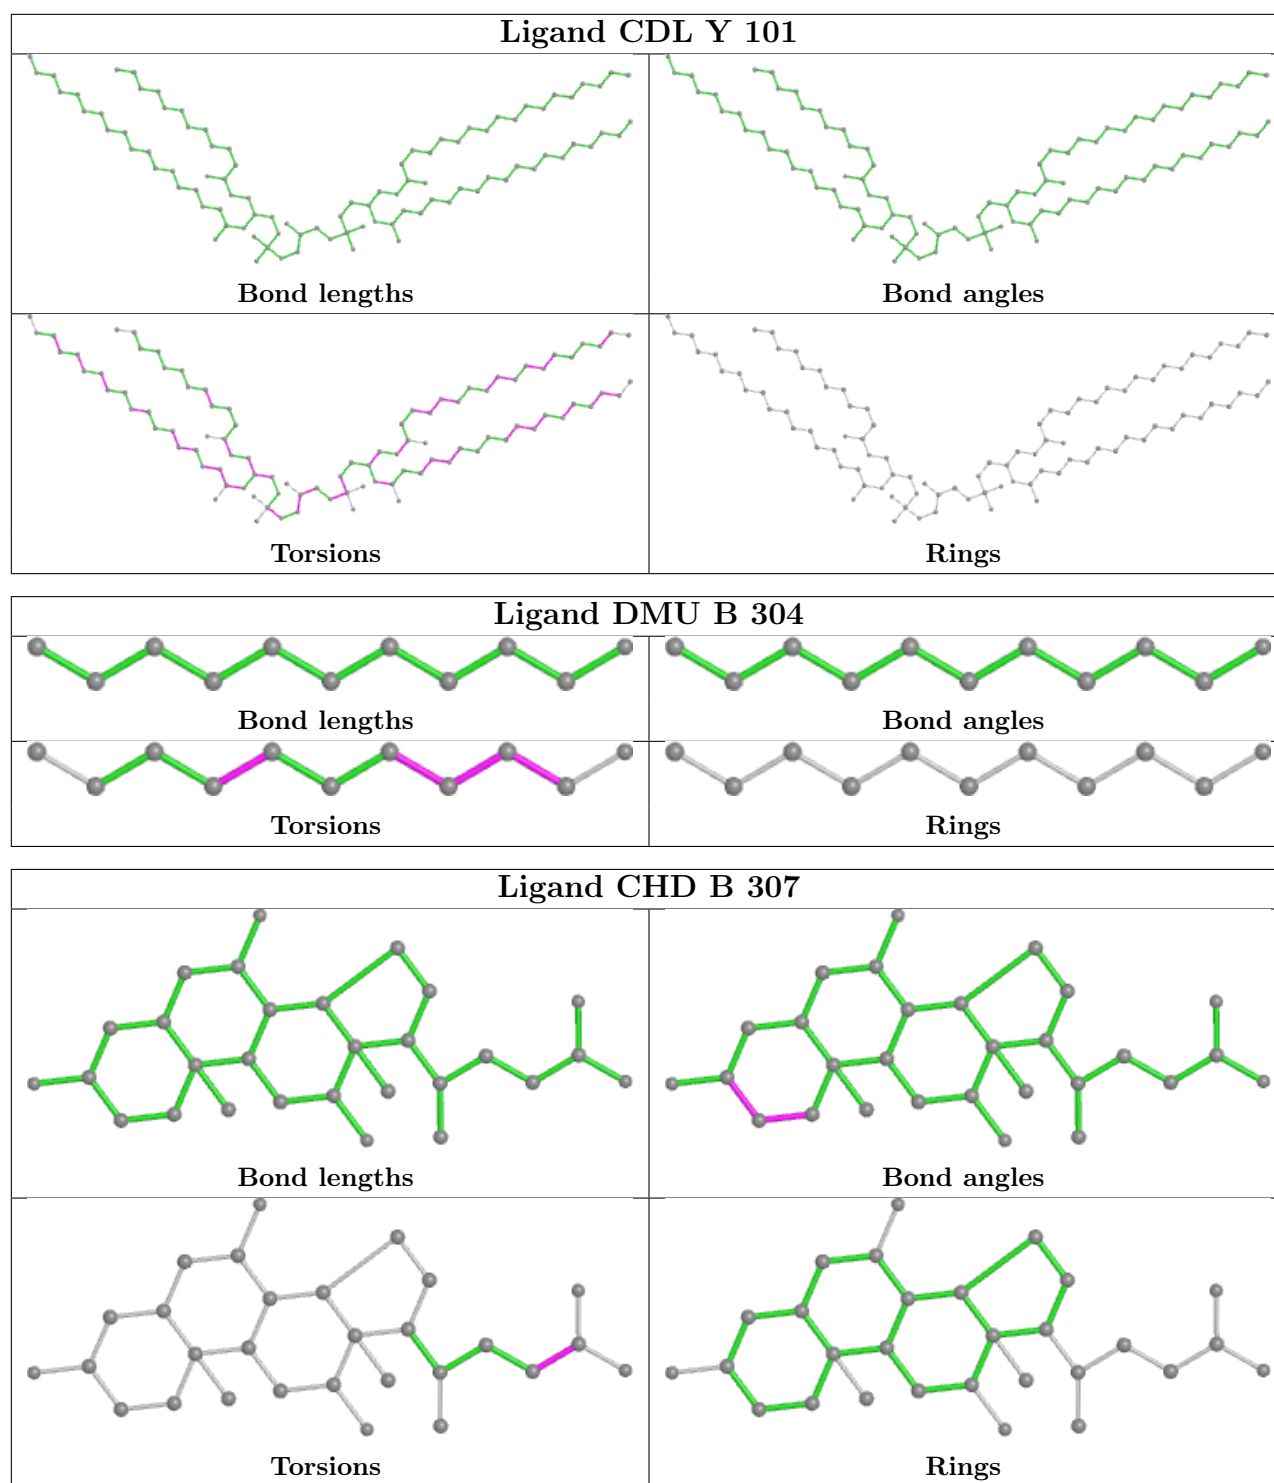 Ligand CDL Y 101
Bond lengths
Bond angles
Torsions
Rings
Ligand DMU B 304
Bond lengths
Bond angles
Torsions
Rings
Ligand CHD B 307
Bond lengths
Bond angles
Torsions
Rings